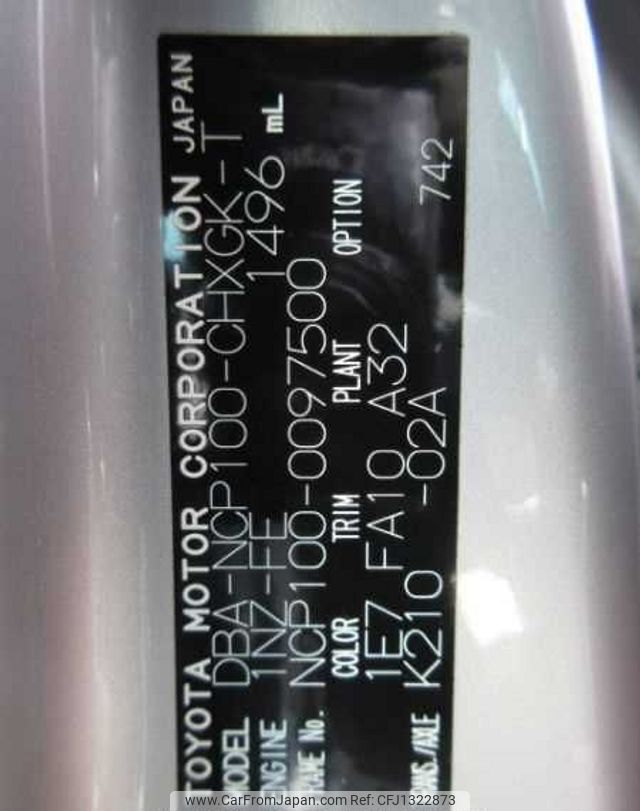 TOYOTA MOTOR CORPORATION JAPAN
MODEL DBA-NCP100-CHXGK-T
ENGINE 1NZ-FE 1496 mL
FRAME No. NCP100-0097500
COLOR TRIM PLANT OPTION
1E7 FA10 A32
TRANS./AXLE K210 -02A 742
www.CarFromJapan.com © CarFromJapan Ref: CFJ1322873